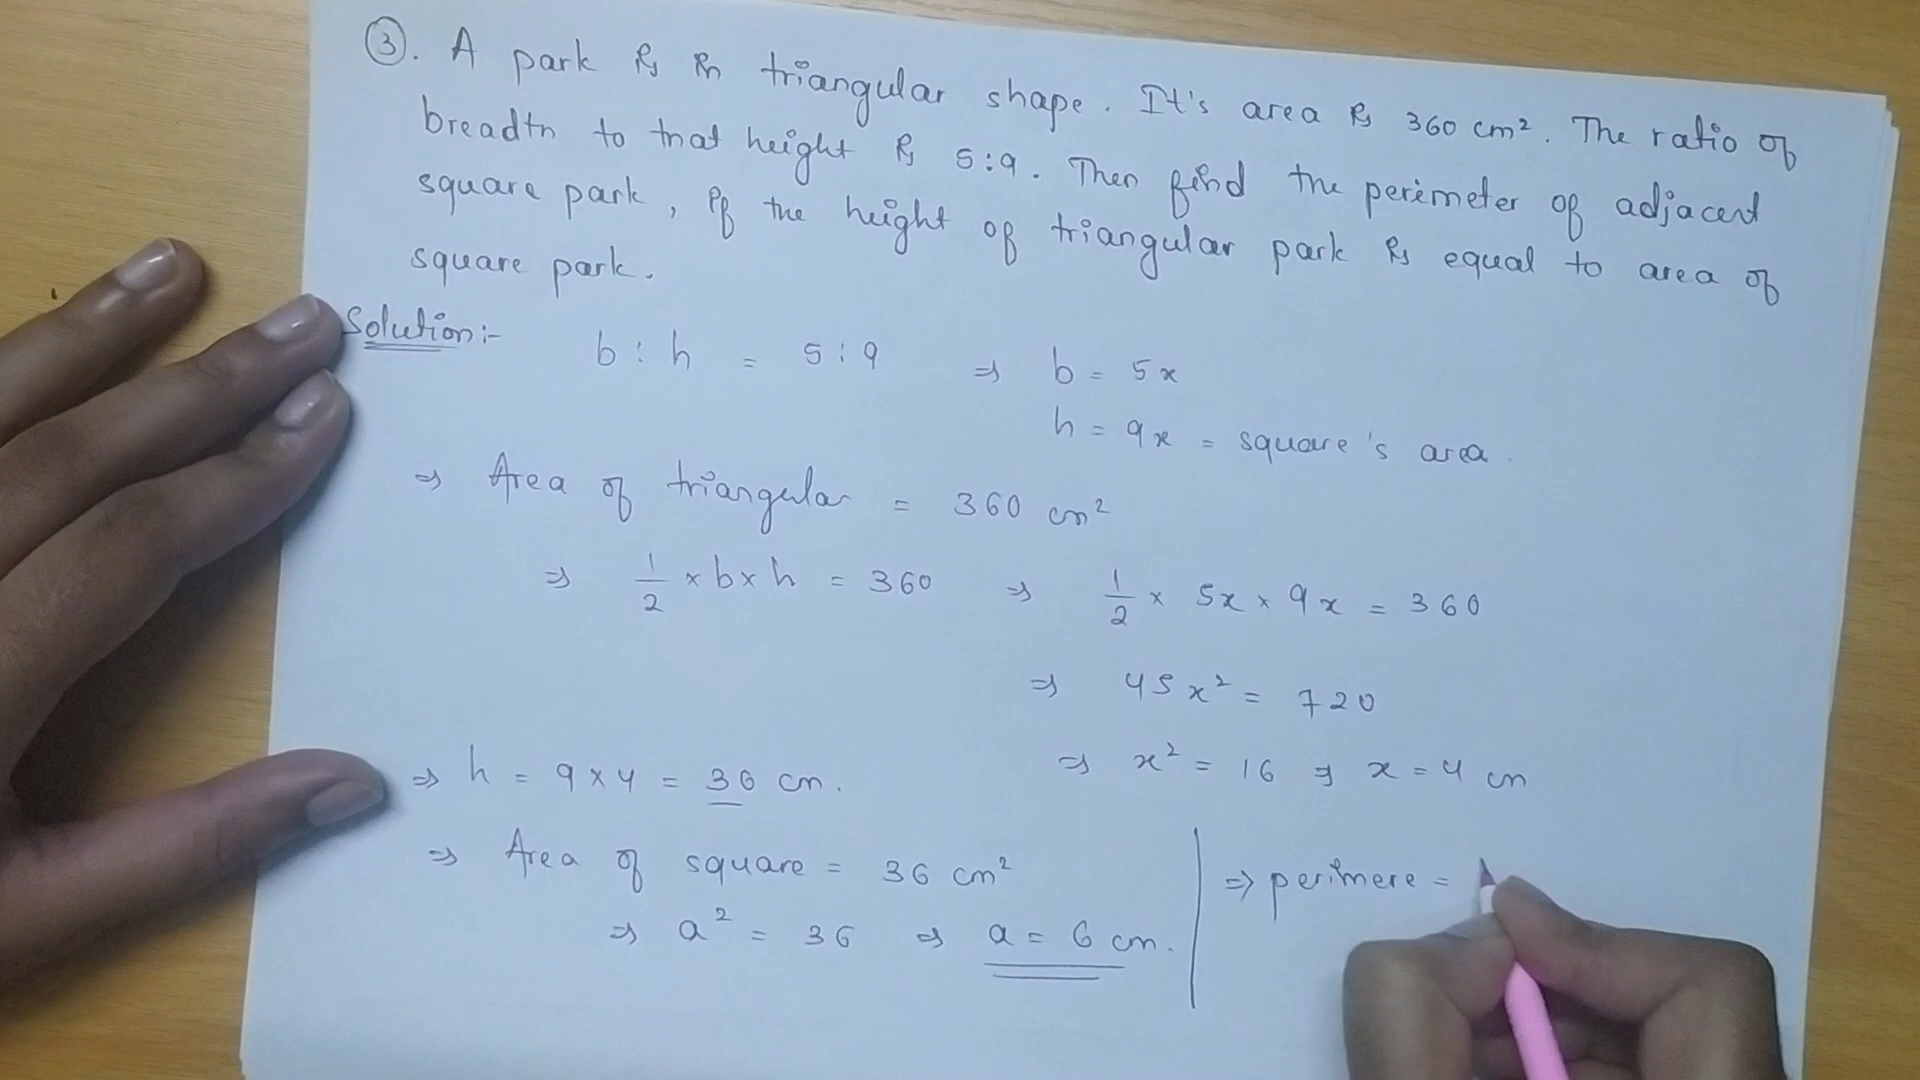 ③. A park is in triangular shape. It's area is 360 cm². The ratio of
breadth to that height is 5:9. Then find the perimeter of adjacent
square park, if the height of triangular park is equal to area of
square park.
Solution:-
b : h = 5 : 9 ⇒ b = 5x
h = 9x = square's area.
⇒ Area of triangular = 360 cm²
⇒ 1/2 × b × h = 360 ⇒ 1/2 × 5x × 9x = 360
⇒ 45x² = 720
⇒ x² = 16 ⇒ x = 4 cm
⇒ h = 9 × 4 = 36 cm.
⇒ Area of square = 36 cm²
⇒ a² = 36 ⇒ a = 6 cm.
⇒ perimere =